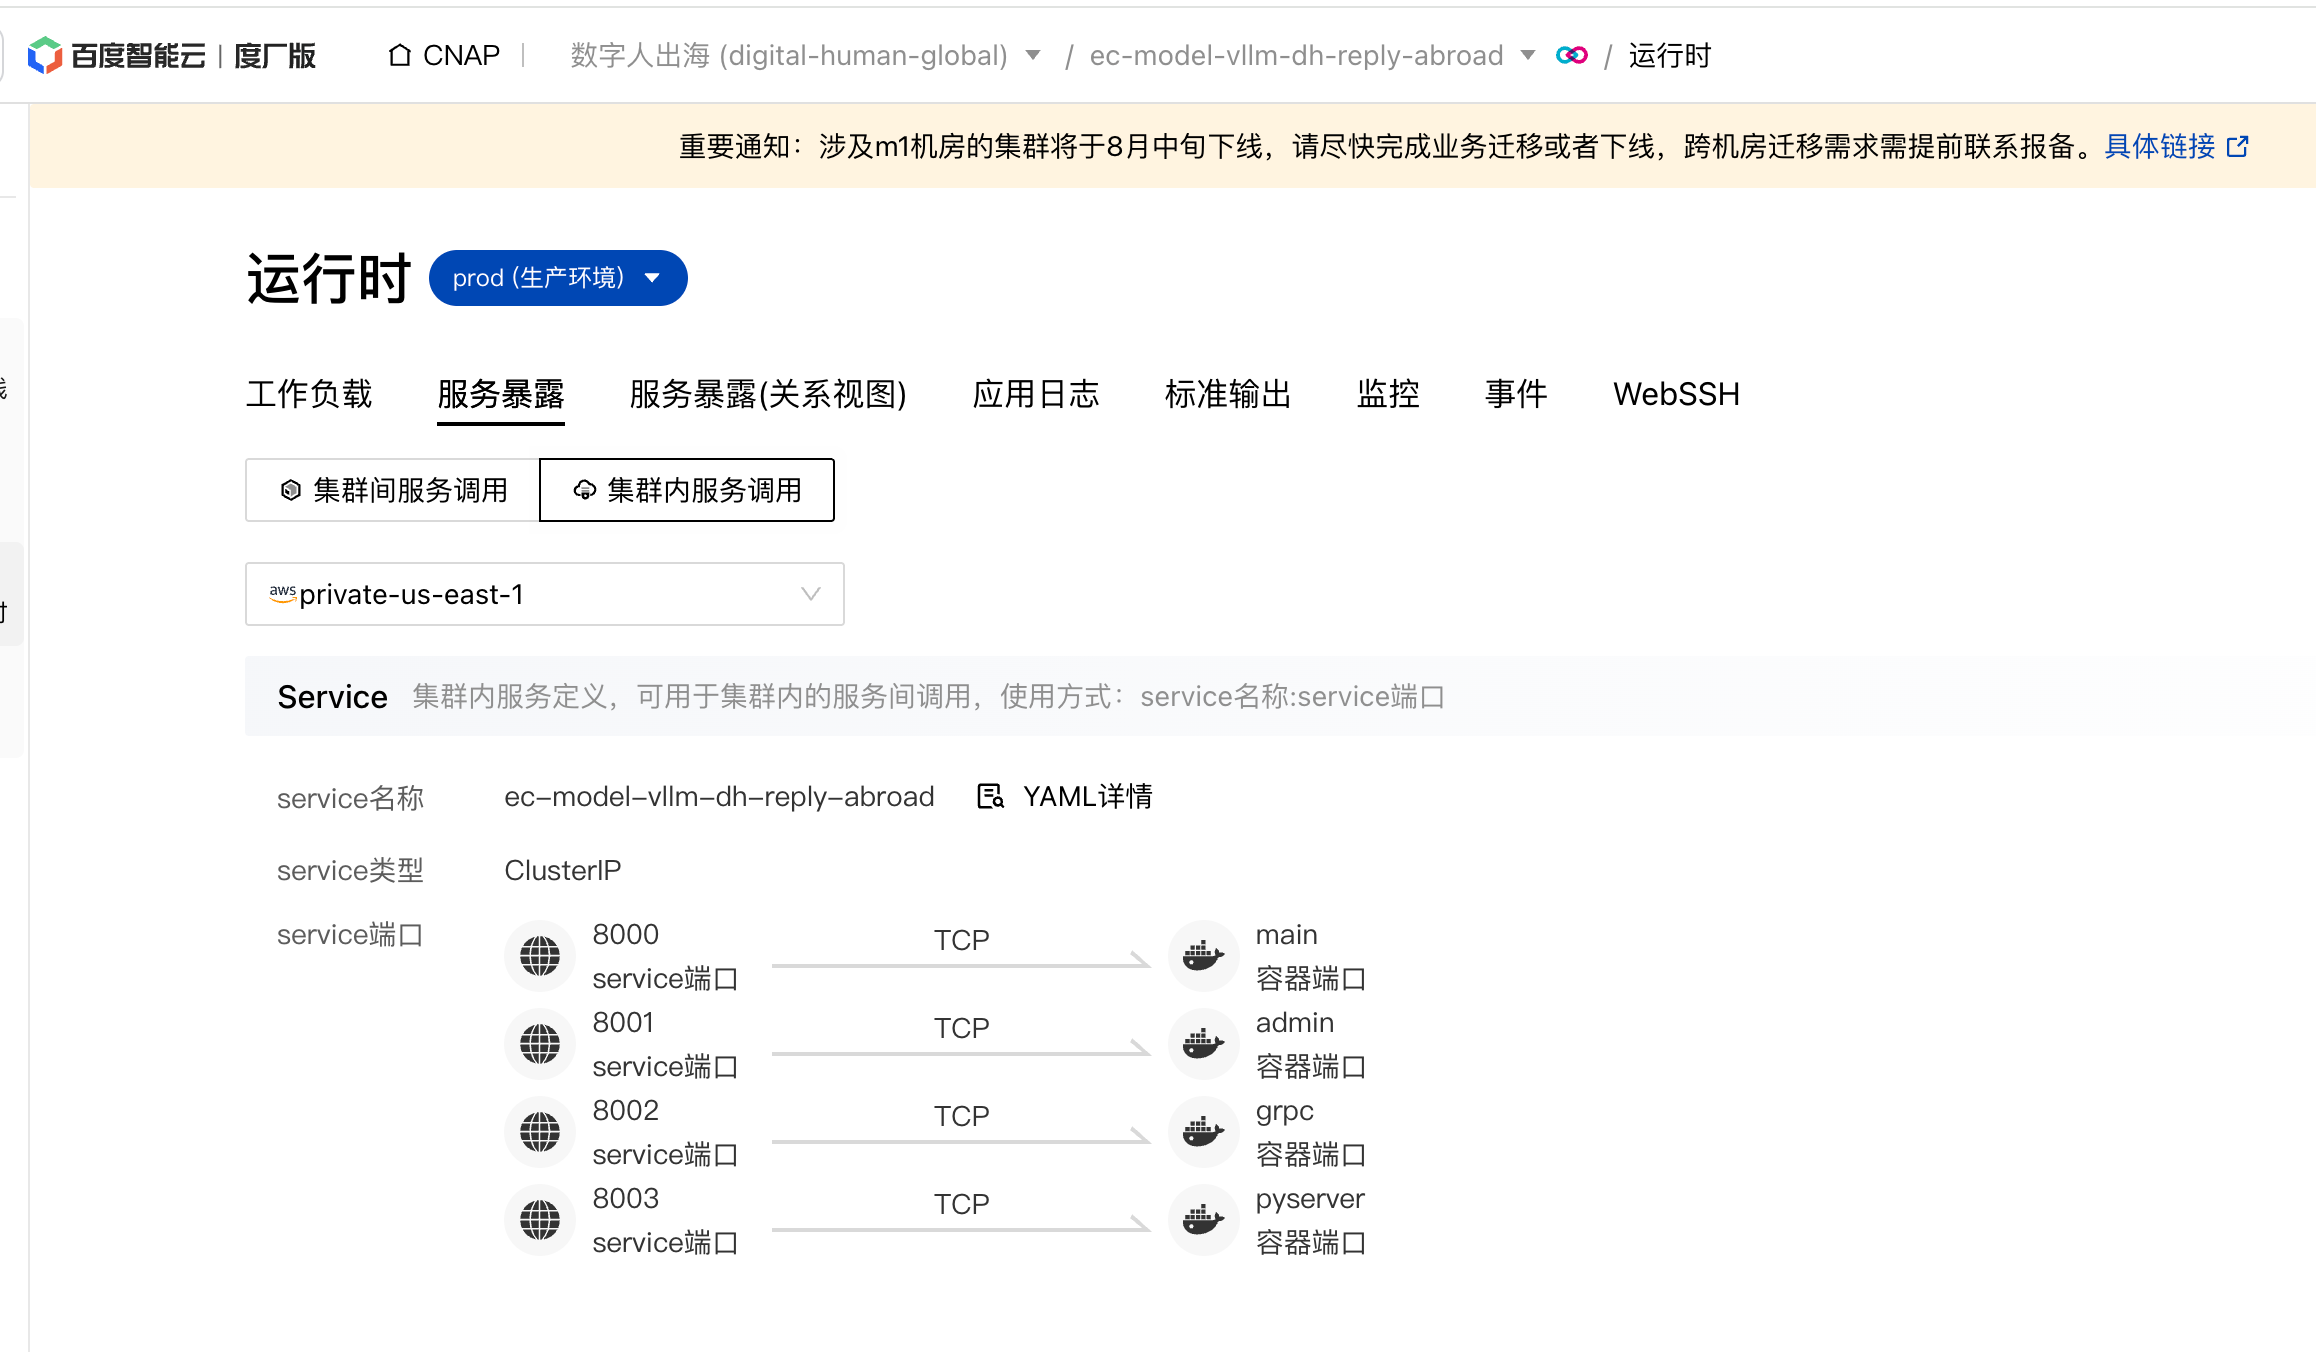 百度智能云 | 度厂版 CNAP 数字人出海 (digital-human-global) / ec-model-vllm-dh-reply-abroad / 运行时
重要通知：涉及m1机房的集群将于8月中旬下线，请尽快完成业务迁移或者下线，跨机房迁移需求需提前联系报备。具体链接
运行时 prod (生产环境)
工作负载 服务暴露 服务暴露(关系视图) 应用日志 标准输出 监控 事件 WebSSH
集群间服务调用 集群内服务调用
aws private-us-east-1
Service 集群内服务定义，可用于集群内的服务间调用，使用方式：service名称:service端口
service名称 ec-model-vllm-dh-reply-abroad YAML详情
service类型 ClusterIP
service端口 8000 TCP main
service端口 容器端口
8001 TCP admin
service端口 容器端口
8002 TCP grpc
service端口 容器端口
8003 TCP pyserver
service端口 容器端口